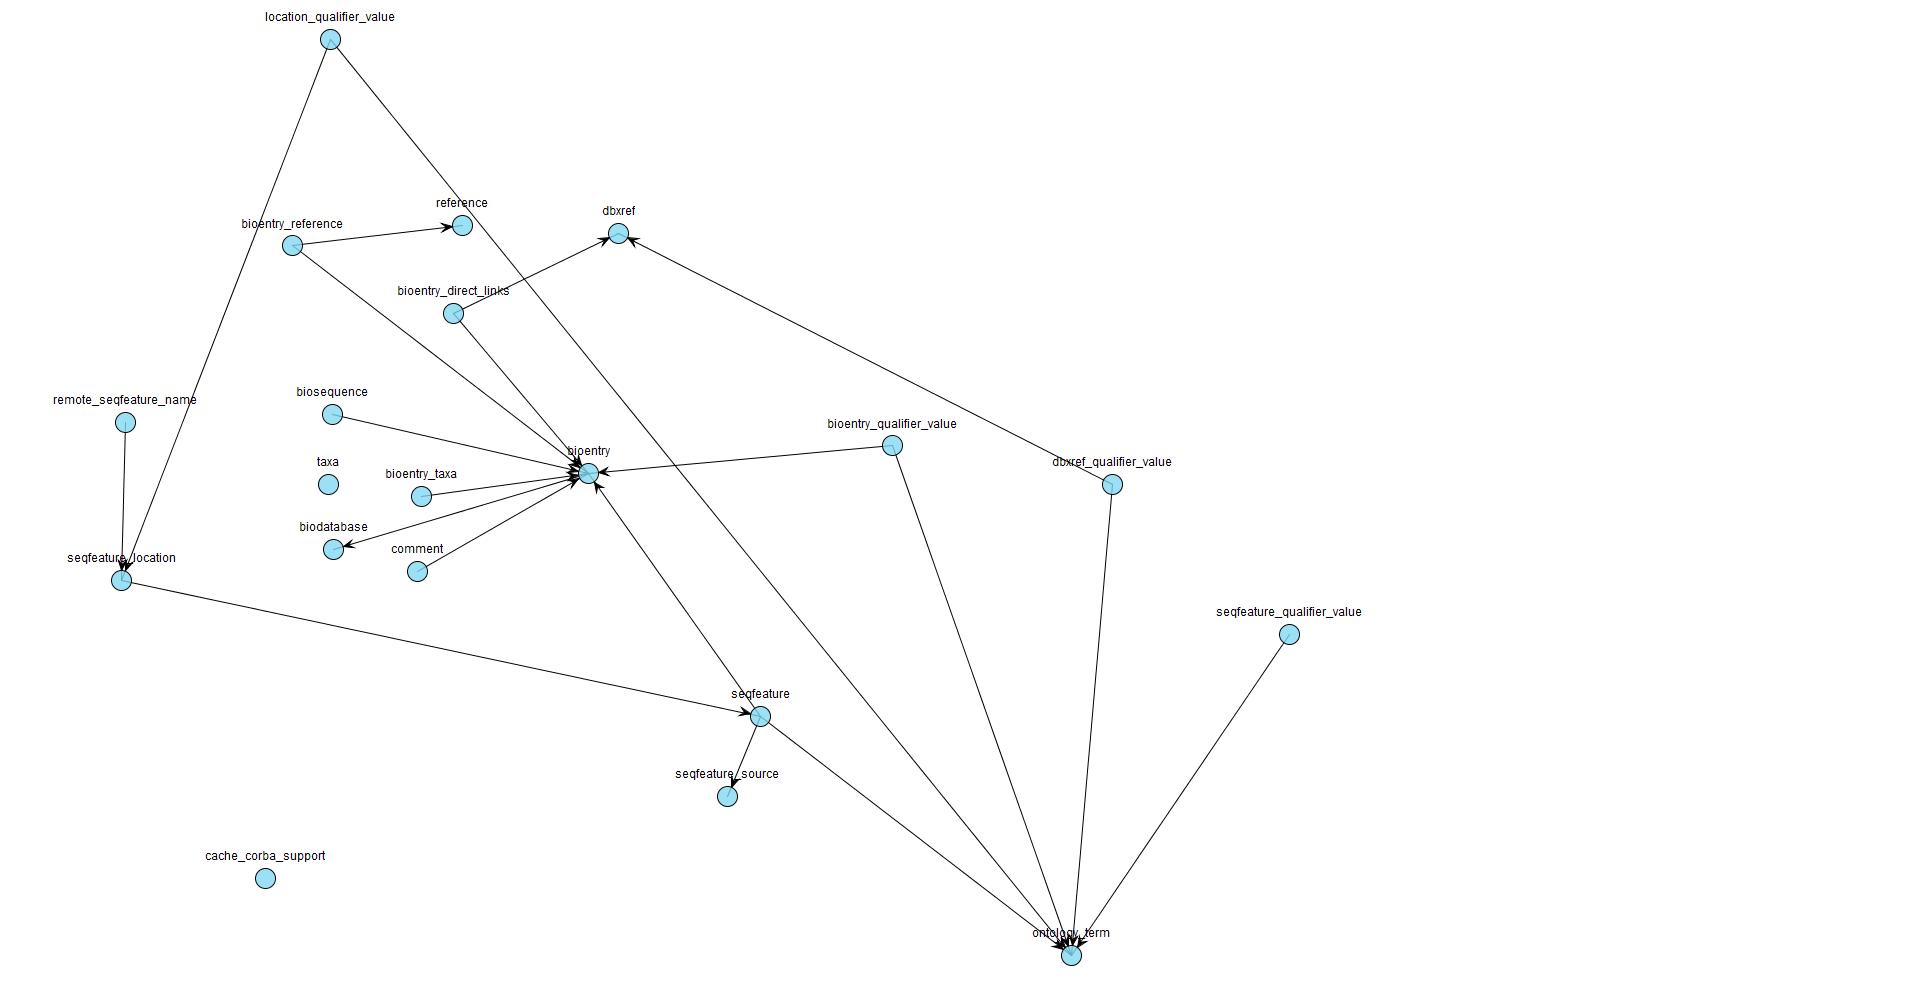 location_qualifier_value
reference
dbxref
bioentry_reference
bioentry_direct_links
biosequence
remote_seqfeature_name
bioentry_qualifier_value
bioentry
taxa
dbxref_qualifier_value
bioentry_taxa
biodatabase
comment
seqfeature_location
seqfeature_qualifier_value
seqfeature
seqfeature_source
cache_corba_support
ontology_term